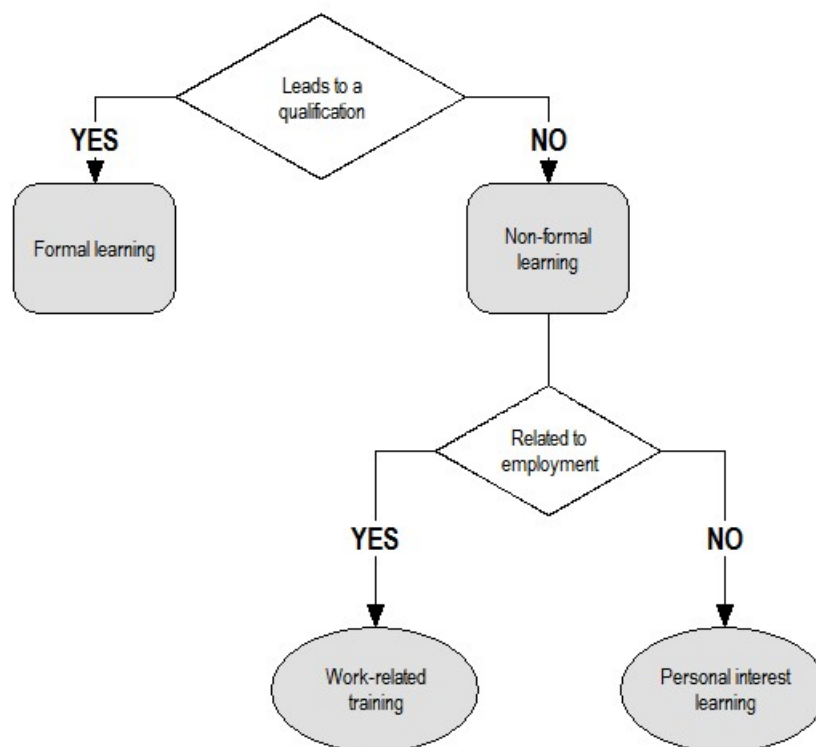 Leads to a
qualification
YES
NO
Formal learning
Non-formal
learning
Related to
employment
YES
NO
Work-related
training
Personal interest
learning